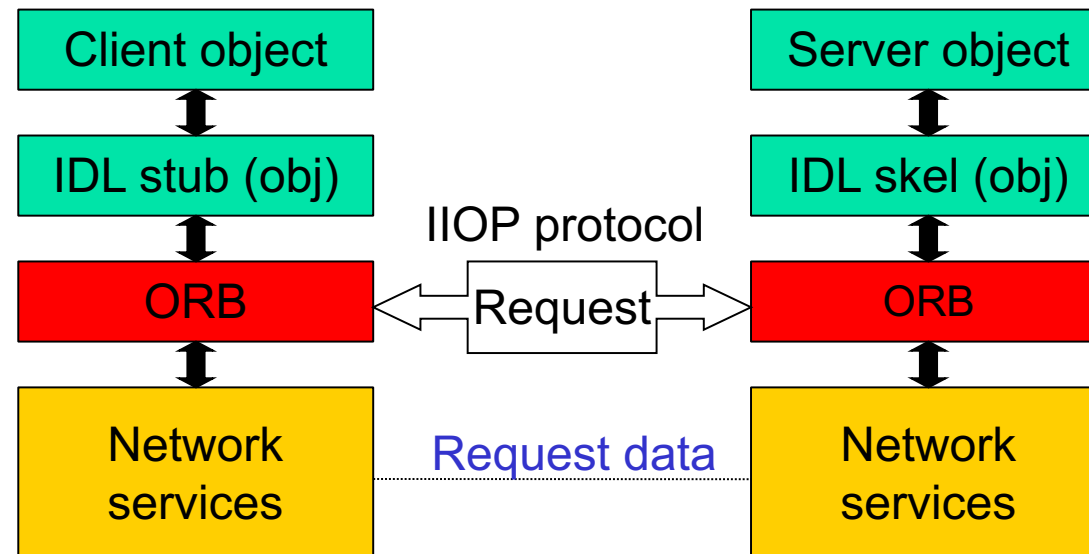 Client object
Server object
IDL stub (obj)
IDL skel (obj)
IIOP protocol
ORB
Request
ORB
Network
services
Request data
Network
services